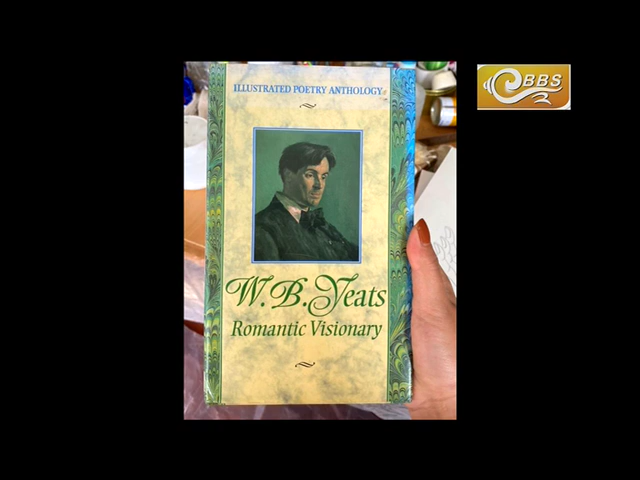 ILLUSTRATED POETRY ANTHOLOGY
W.B. Yeats
Romantic Visionary
BBS